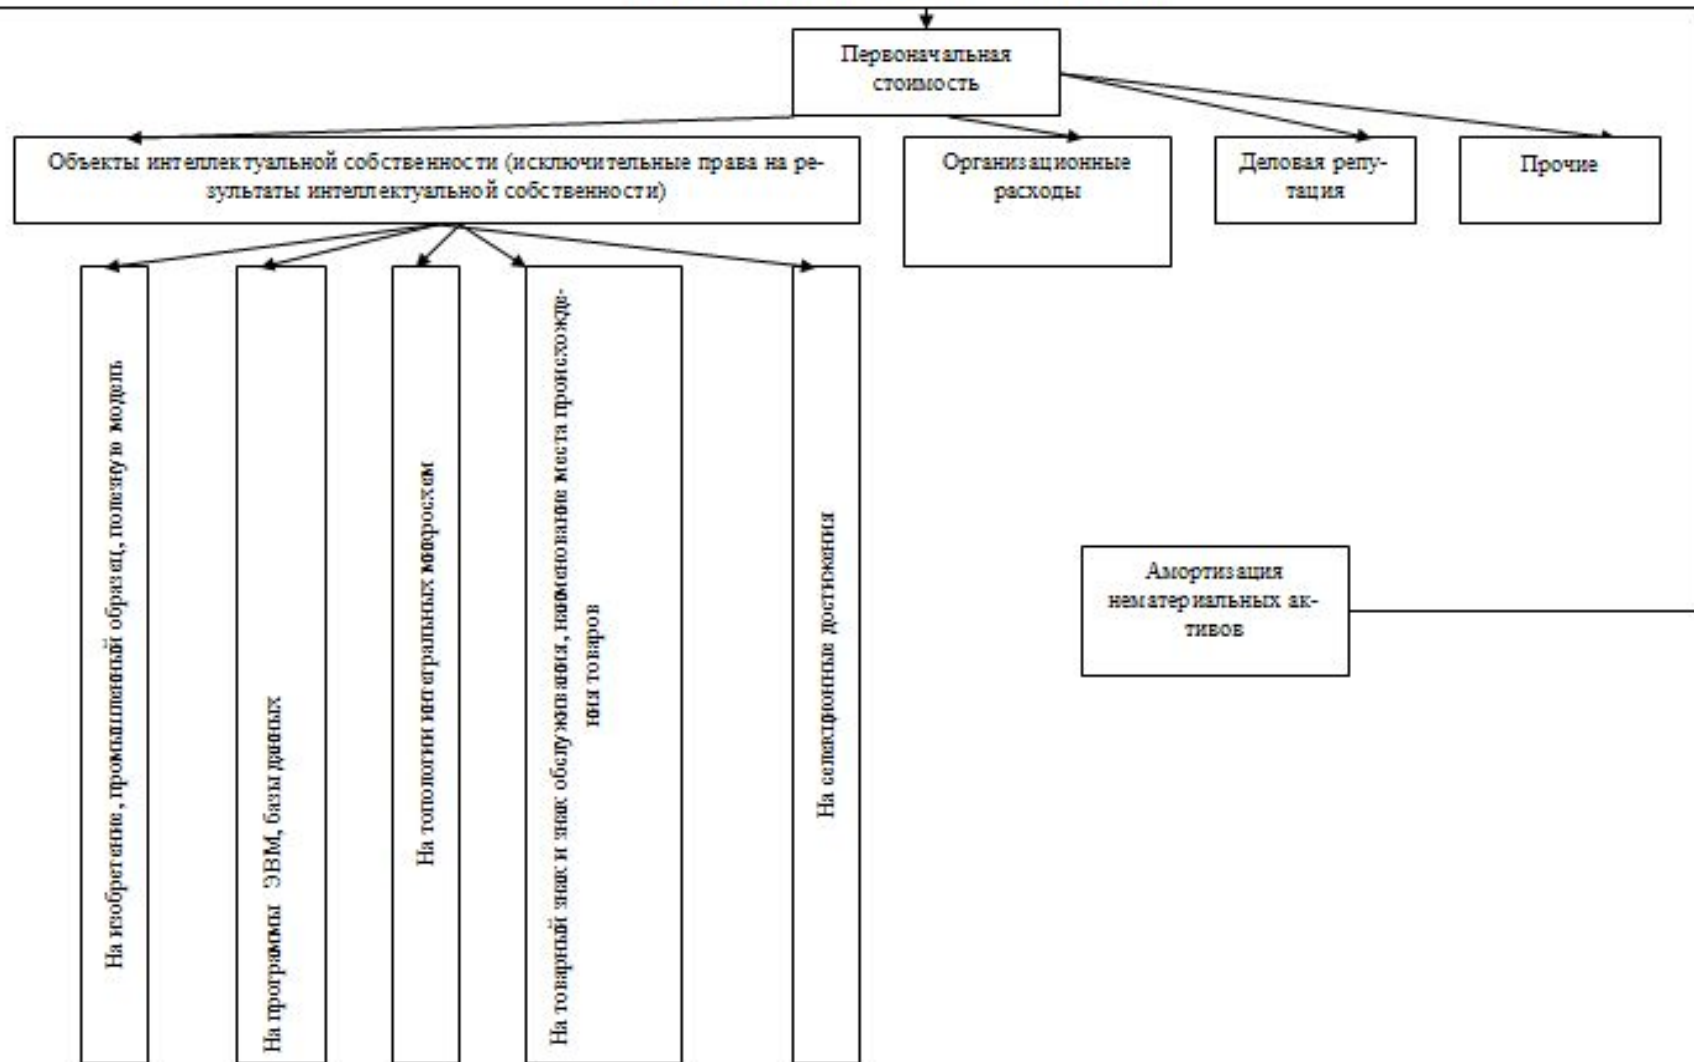 Первоначальная
стоимость
Объекты интеллектуальной собственности (исключительные права на ре-
зультаты интеллектуальной собственности)
Организационные
расходы
Деловая репу-
тация
Прочие
На изобретение, промышленный образец, полезную модель
На программы ЭВМ, базы данных
На топологии интегральных микросхем
На товарный знак и знак обслуживания, наименование места происхожде-
ния товаров
На селекционные достижения
Амортизация
нематериальных ак-
тивов